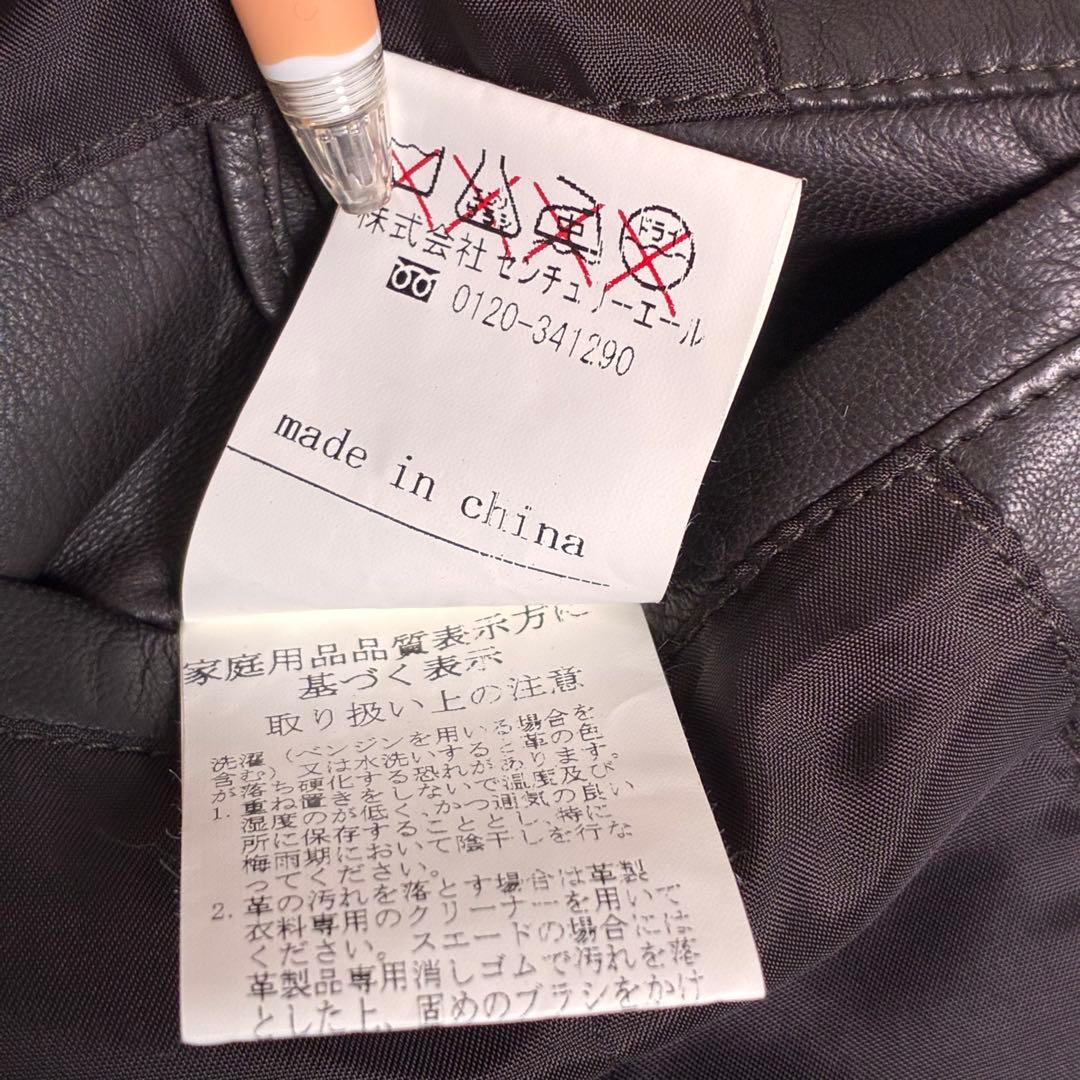 ドライ
株式会社センチュリーエール
0120-341290
made in china
家庭用品品質表示方に
基づく表示
取り扱い上の注意
洗濯(ベンジンを用いる場合を
含む)又は水洗いすると革の色
が落ち硬化する恐れがあります。
1. 重ね置きをしないで温度及び
湿度の低く、かつ通気の良い
所に保存すること、特に
梅雨期において陰干しを行な
ってください。
2. 革の汚れを落とす場合は革製
衣料専用のクリーナーを用いて
ください。スエードの場合には
革製品専用消しゴムで汚れを落
とした上、固めのブラシをかけ